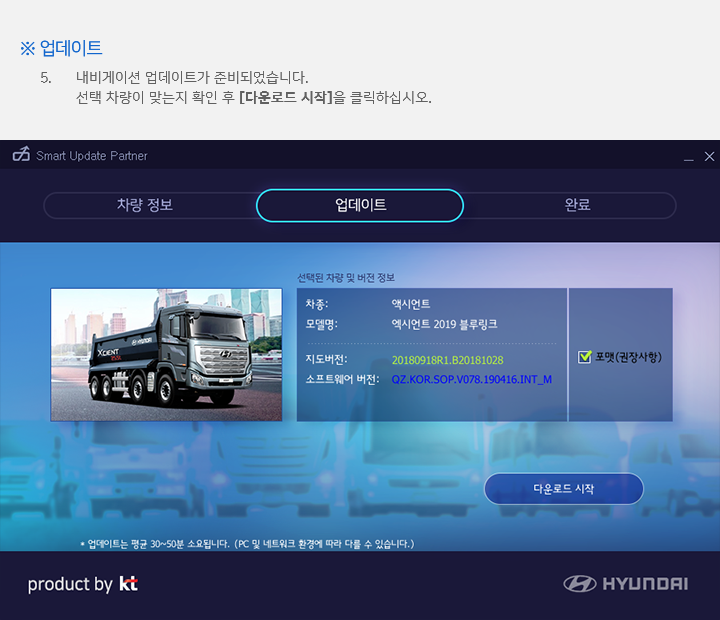 ※ 업데이트
5. 내비게이션 업데이트가 준비되었습니다.
선택 차량이 맞는지 확인 후 [다운로드 시작]을 클릭하십시오.
Smart Update Partner
차량 정보
업데이트
완료
선택된 차량 및 버전 정보
차종: 액시언트
모델명: 엑시언트 2019 블루링크
지도버전: 20180918R1.B20181028
소프트웨어 버전: QZ.KOR.SOP.V078.190416.INT_M
포맷(권장사항)
HYUNDAI
XCIENT
다운로드 시작
* 업데이트는 평균 30~50분 소요됩니다. (PC 및 네트워크 환경에 따라 다를 수 있습니다.)
product by kt
HYUNDAI